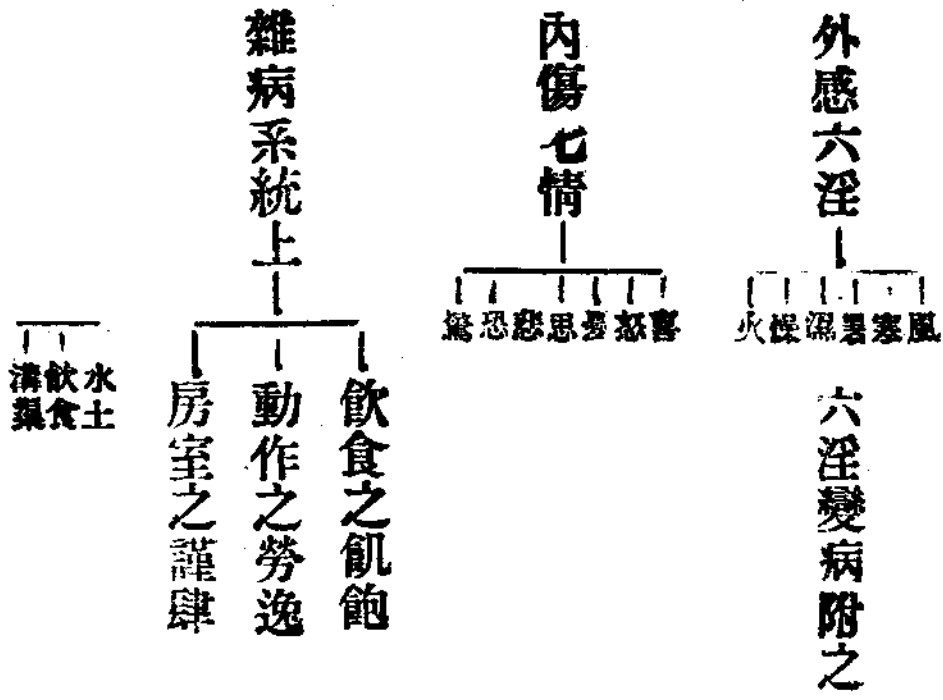 外感六淫
風
寒
暑
濕
燥
火
六淫變病附之
內傷七情
喜
怒
憂
思
悲
恐
驚
雜病系統上
飲食之飢飽
動作之勞逸
房室之謹肆
水土
飲食
溝渠